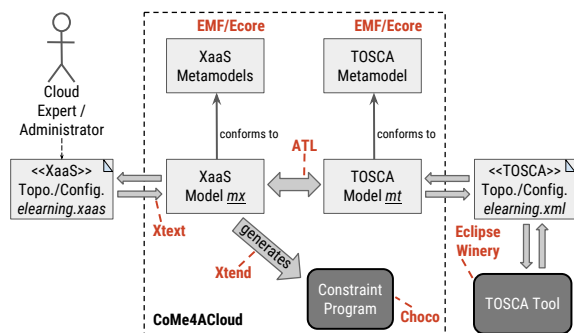 EMF/Ecore
EMF/Ecore
XaaS
Metamodels
TOSCA
Metamodel
Cloud
Expert /
Administrator
conforms to
conforms to
ATL
<<XaaS>>
Topo./Config.
elearning.xaas
XaaS
Model mx
TOSCA
Model mt
<<TOSCA>>
Topo./Config.
elearning.xml
Xtext
generates
Xtend
Eclipse
Winery
Constraint
Program
Choco
TOSCA Tool
CoMe4ACloud